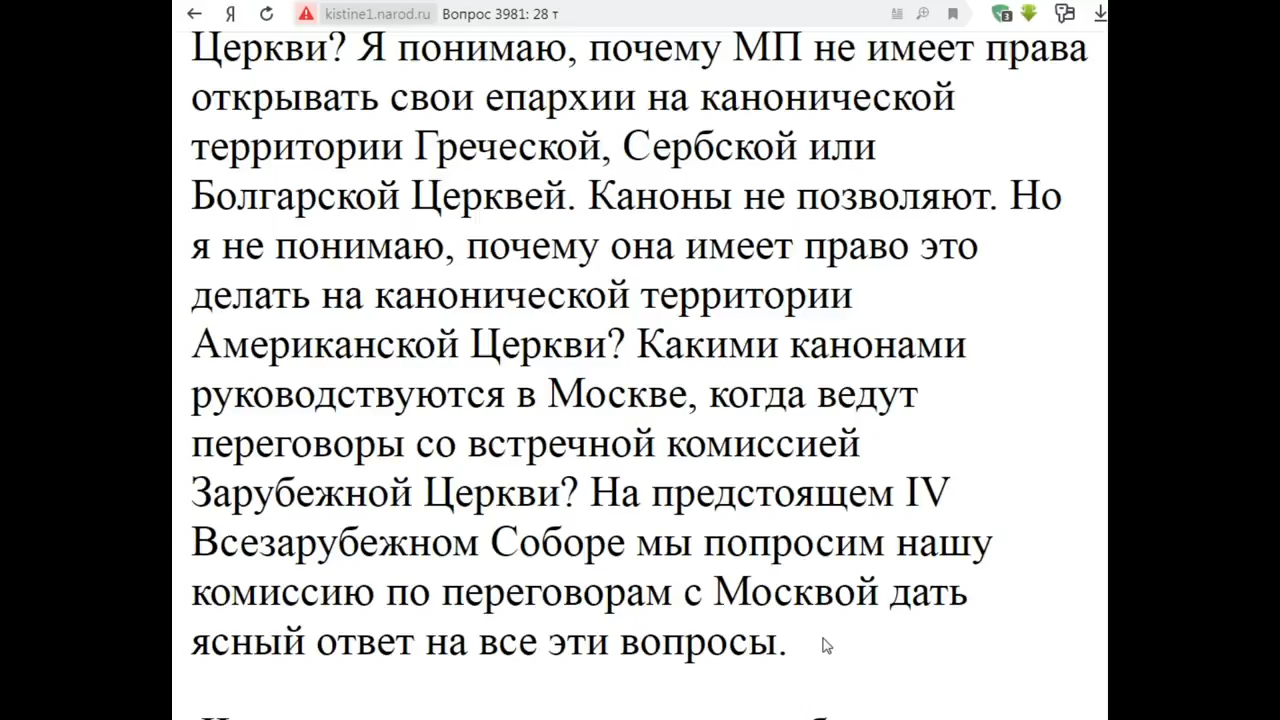 kistine1.narod.ru Вопрос 3981: 28 т
3
Церкви? Я понимаю, почему МП не имеет права
открывать свои епархии на канонической
территории Греческой, Сербской или
Болгарской Церквей. Каноны не позволяют. Но
я не понимаю, почему она имеет право это
делать на канонической территории
Американской Церкви? Какими канонами
руководствуются в Москве, когда ведут
переговоры со встречной комиссией
Зарубежной Церкви? На предстоящем IV
Всезарубежном Соборе мы попросим нашу
комиссию по переговорам с Москвой дать
ясный ответ на все эти вопросы.